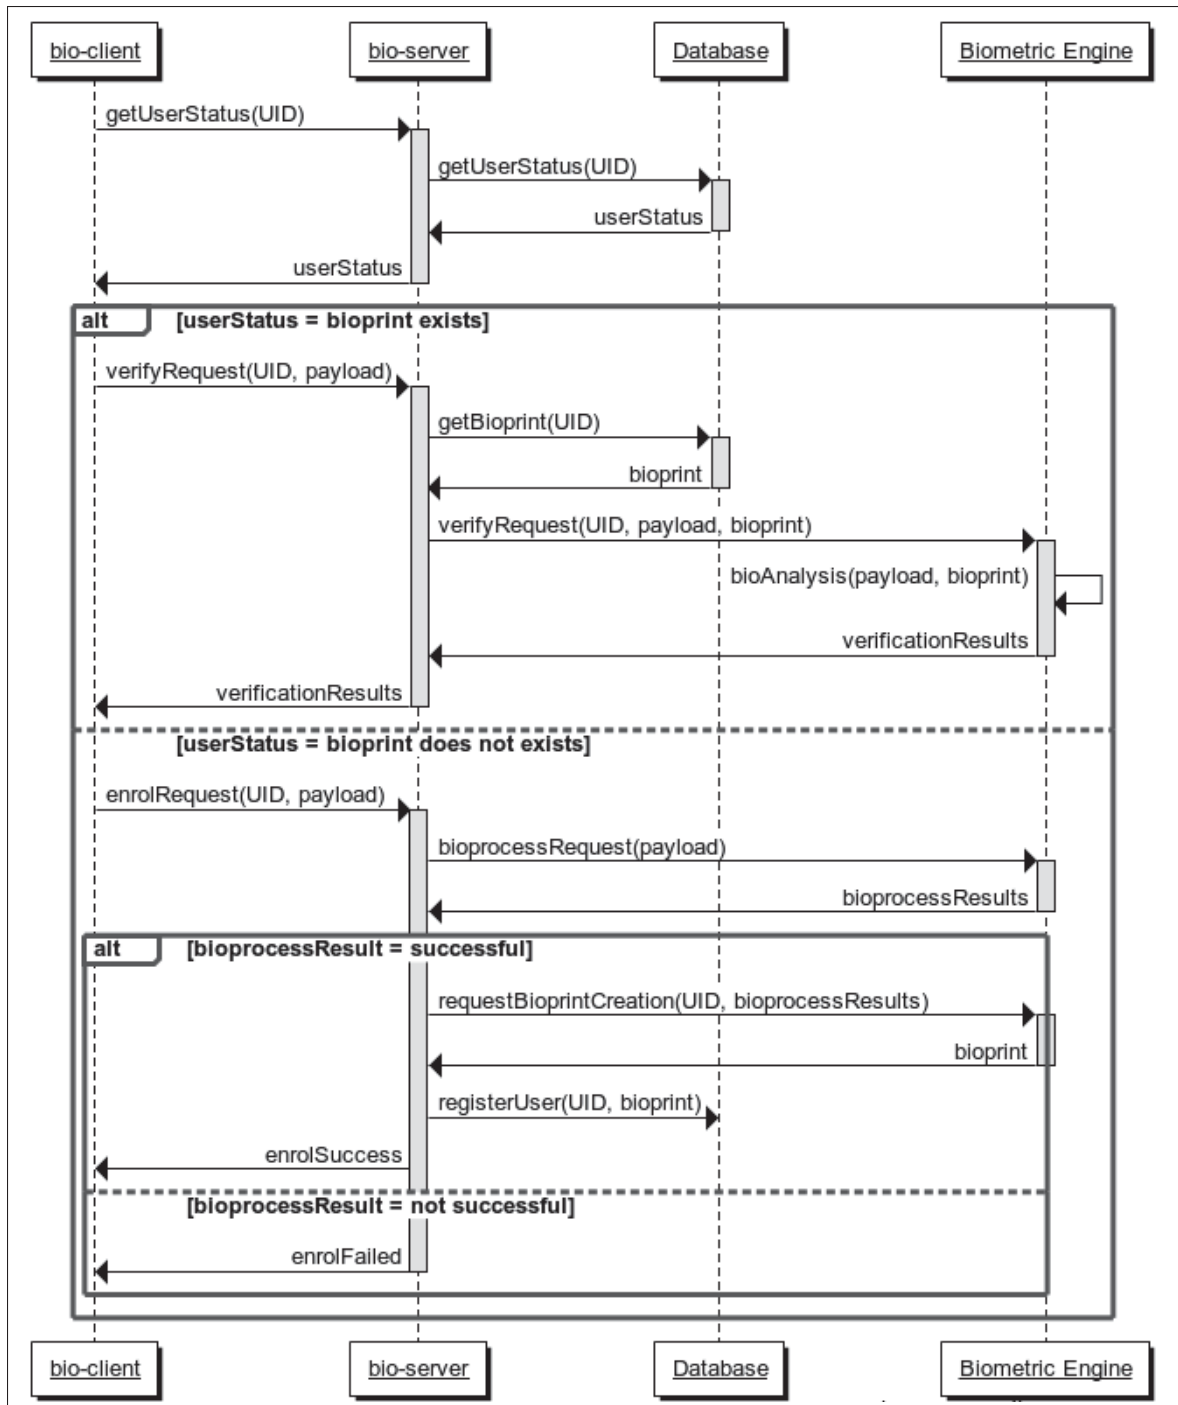 bio-client bio-server Database Biometric Engine
getUserStatus(UID)
getUserStatus(UID)
userStatus
userStatus
alt [userStatus = bioprint exists]
verifyRequest(UID, payload)
getBioprint(UID)
bioprint
verifyRequest(UID, payload, bioprint)
bioAnalysis(payload, bioprint)
verificationResults
verificationResults
[userStatus = bioprint does not exists]
enrolRequest(UID, payload)
bioprocessRequest(payload)
bioprocessResults
alt [bioprocessResult = successful]
requestBioprintCreation(UID, bioprocessResults)
bioprint
registerUser(UID, bioprint)
enrolSuccess
[bioprocessResult = not successful]
enrolFailed
bio-client bio-server Database Biometric Engine